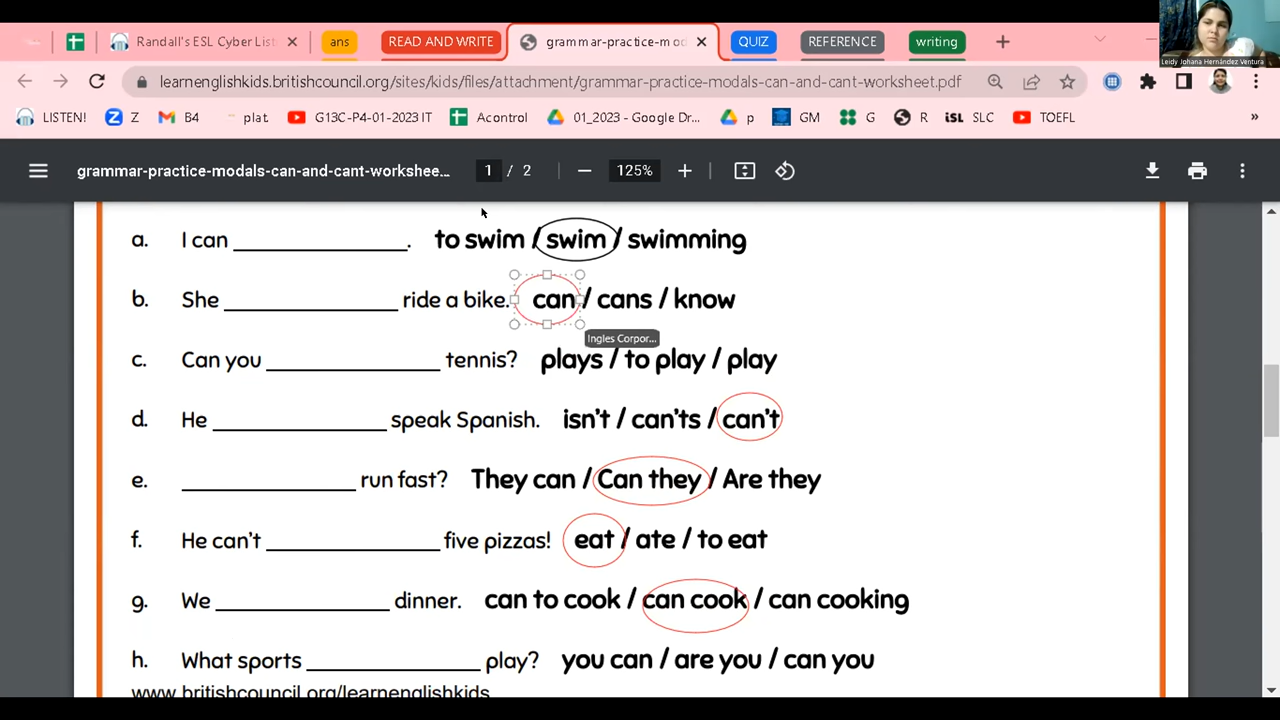 Randall's ESL Cyber List
ans
READ AND WRITE
grammar-practice-mod
QUIZ
REFERENCE
writing
Leidy Johana Hernández Ventura
learnenglishkids.britishcouncil.org/sites/kids/files/attachment/grammar-practice-modals-can-and-cant-worksheet.pdf
LISTEN! Z B4 plat. G13C-P4-01-2023 IT Acontrol 01_2023 - Google Dr... p GM G R iSL SLC TOEFL »
grammar-practice-modals-can-and-cant-workshee... 1 / 2 125%
a. I can ________________. to swim / swim / swimming
b. She ________________ ride a bike. can / cans / know
Ingles Corpor...
c. Can you ________________ tennis? plays / to play / play
d. He ________________ speak Spanish. isn't / can'ts / can't
e. ________________ run fast? They can / Can they / Are they
f. He can't ________________ five pizzas! eat / ate / to eat
g. We ________________ dinner. can to cook / can cook / can cooking
h. What sports ________________ play? you can / are you / can you
www.britishcouncil.org/learnenglishkids